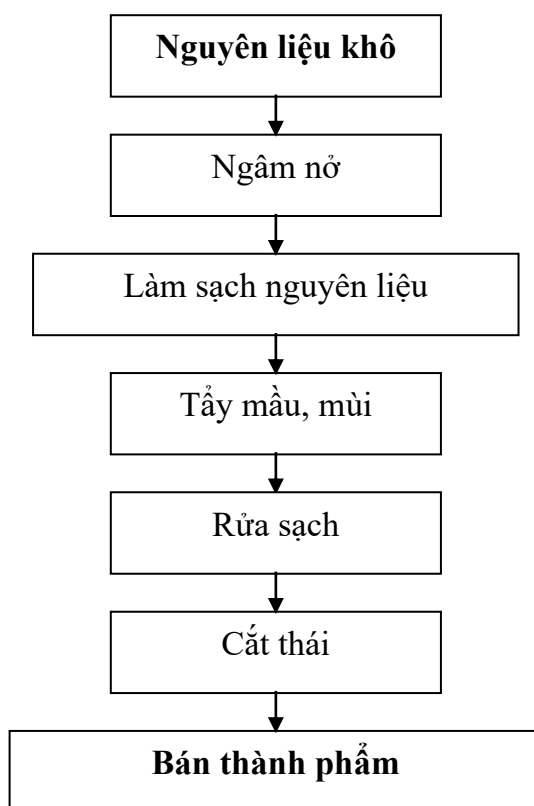 Nguyên liệu khô
Ngâm nở
Làm sạch nguyên liệu
Tẩy mầu, mùi
Rửa sạch
Cắt thái
Bán thành phẩm